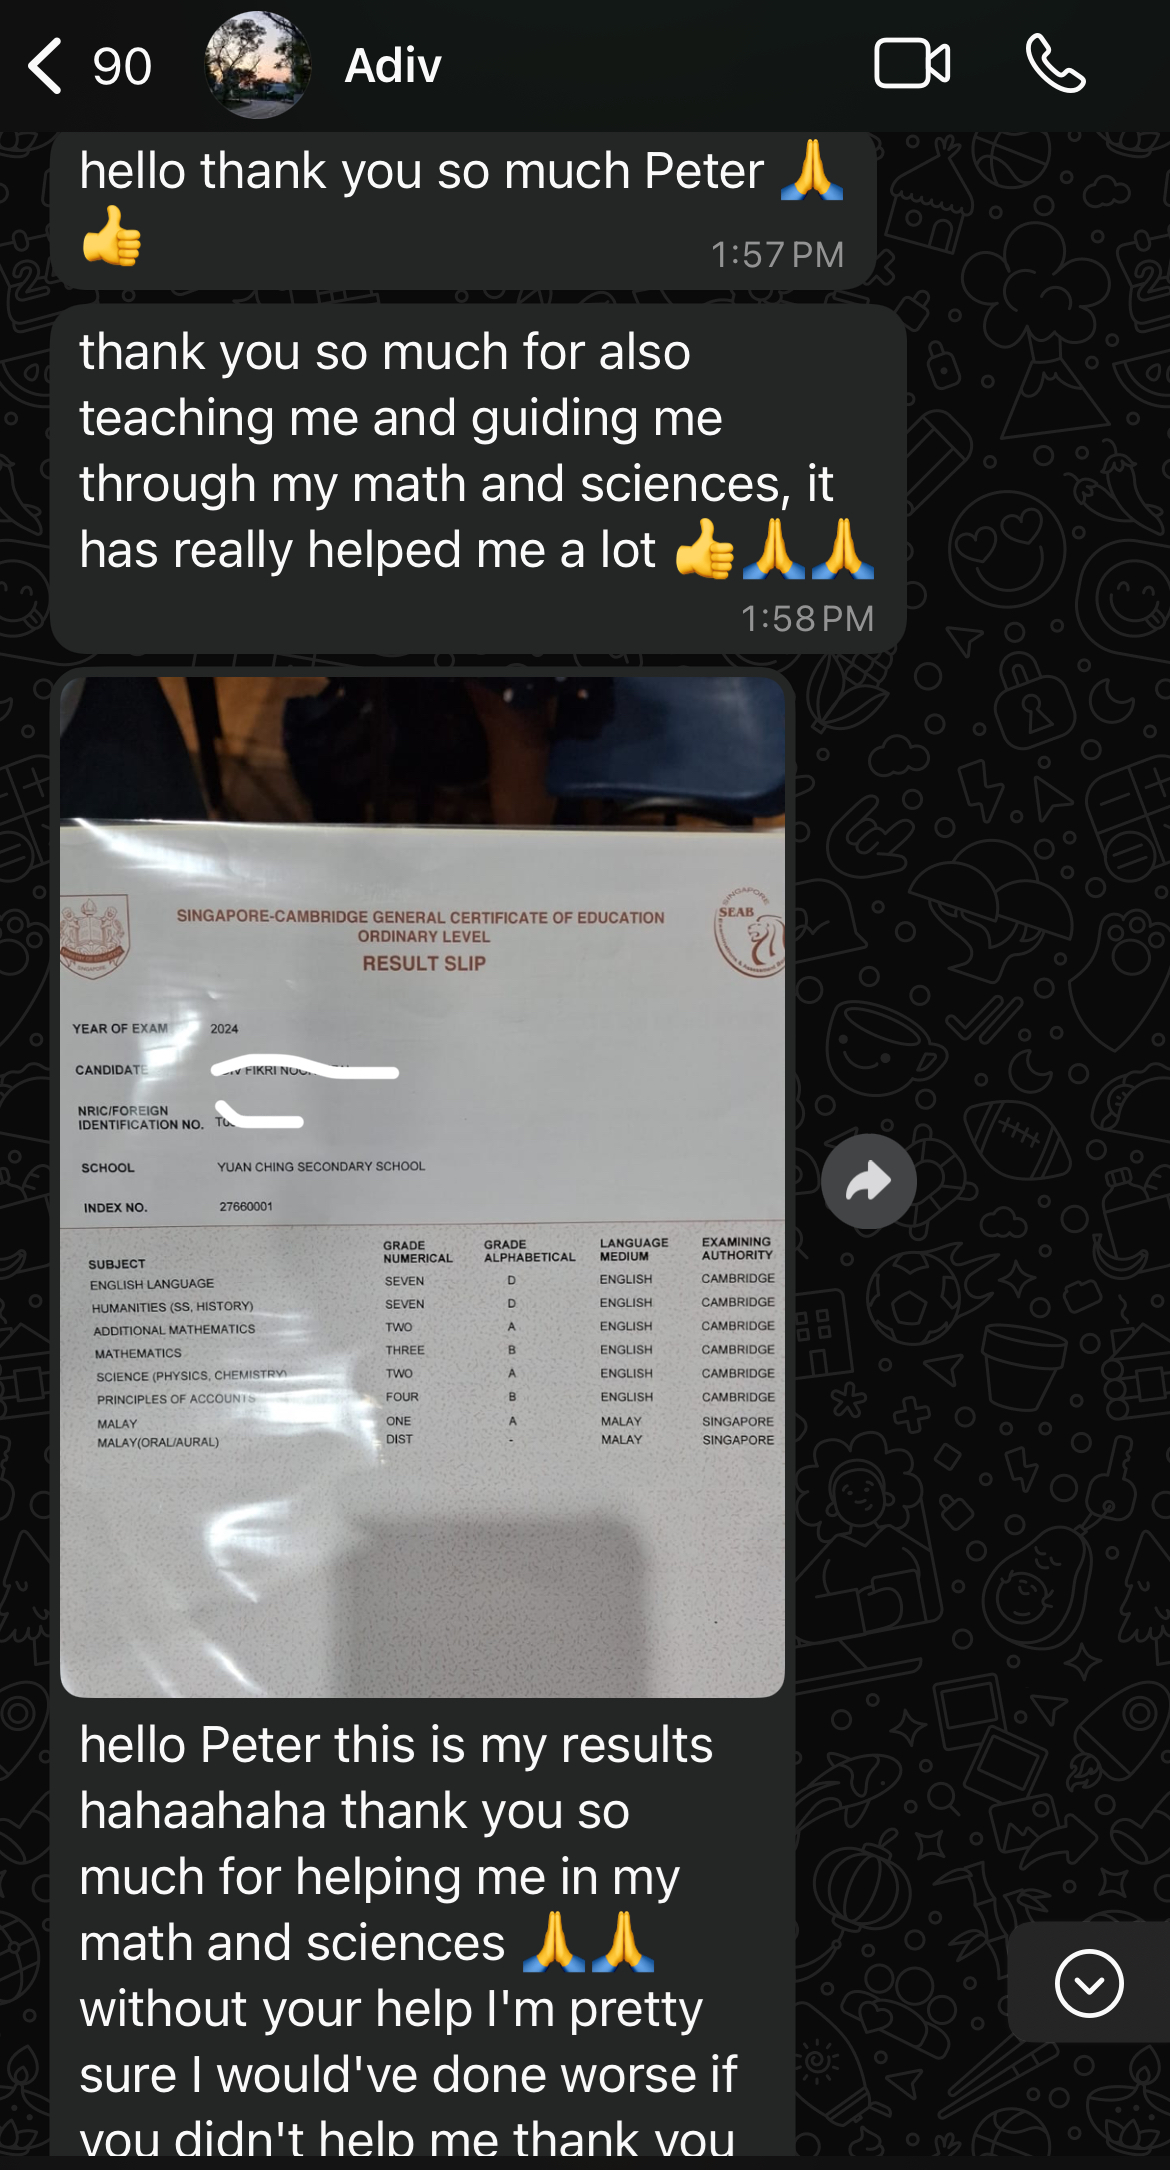 90 Adiv
hello thank you so much Peter 🙏
👍
1:57 PM
thank you so much for also
teaching me and guiding me
through my math and sciences, it
has really helped me a lot 👍🙏🙏
1:58 PM
SINGAPORE-CAMBRIDGE GENERAL CERTIFICATE OF EDUCATION
ORDINARY LEVEL
RESULT SLIP
SINGAPORE
SEAB
YEAR OF EXAM 2024
CANDIDATE FIKRI
NRIC/FOREIGN
IDENTIFICATION NO.
SCHOOL YUAN CHING SECONDARY SCHOOL
INDEX NO. 27660001
SUBJECT GRADE NUMERICAL GRADE ALPHABETICAL LANGUAGE MEDIUM EXAMINING AUTHORITY
ENGLISH LANGUAGE SEVEN D ENGLISH CAMBRIDGE
HUMANITIES (SS, HISTORY) SEVEN D ENGLISH CAMBRIDGE
ADDITIONAL MATHEMATICS TWO A ENGLISH CAMBRIDGE
MATHEMATICS THREE B ENGLISH CAMBRIDGE
SCIENCE (PHYSICS, CHEMISTRY) TWO A ENGLISH CAMBRIDGE
PRINCIPLES OF ACCOUNTS FOUR B ENGLISH CAMBRIDGE
MALAY ONE A MALAY SINGAPORE
MALAY(ORAL/AURAL) DIST - MALAY SINGAPORE
hello Peter this is my results
hahaahaha thank you so
much for helping me in my
math and sciences 🙏🙏
without your help I'm pretty
sure I would've done worse if
you didn't help me thank you